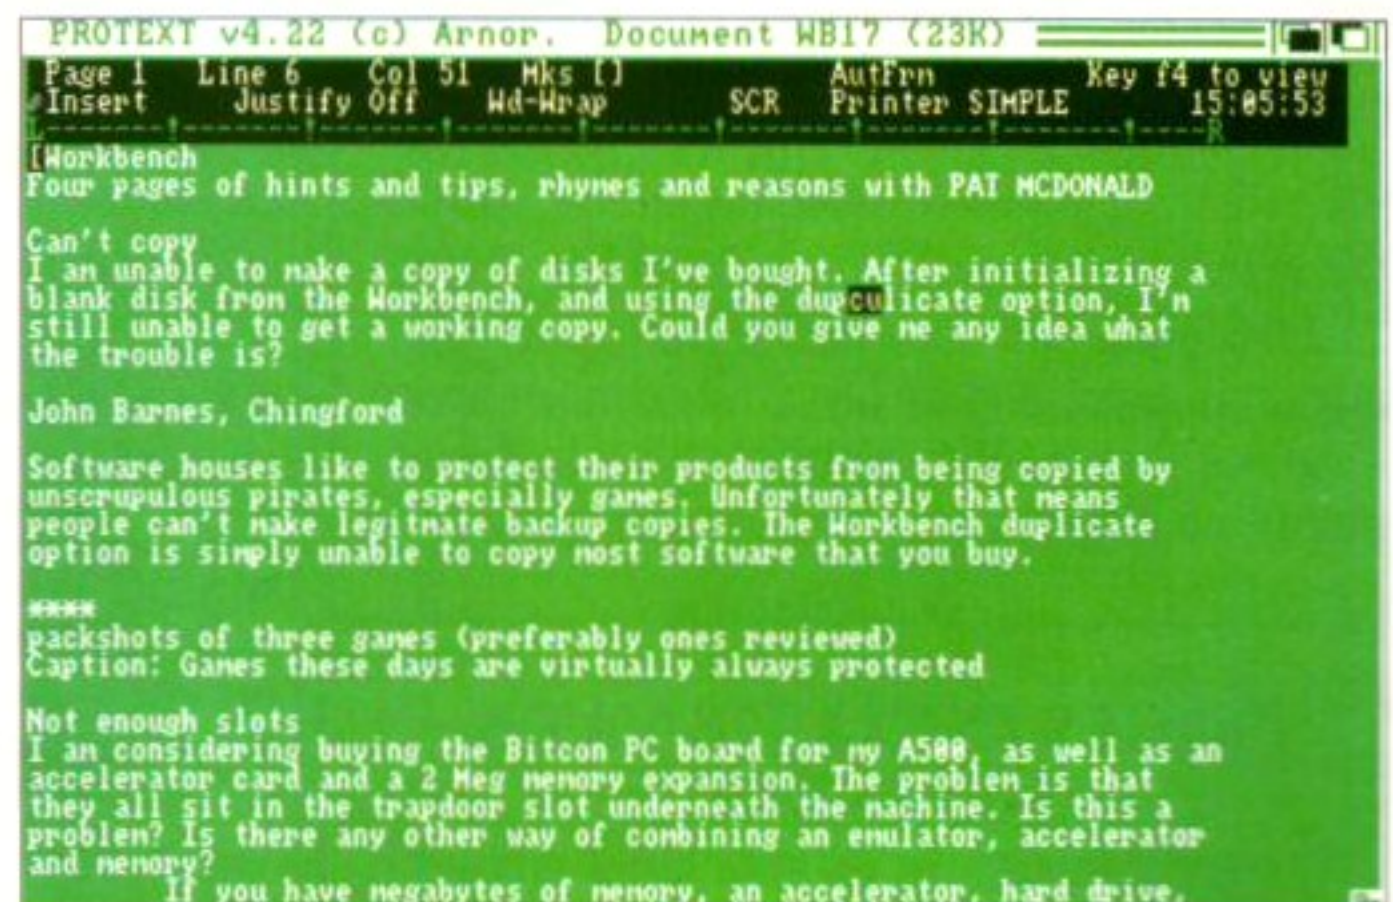 PROTEXT v4.22 (c) Arnor. Document WB17 (23K)
Page 1 Line 6 Col 51 Mks [] AutFrm Key f4 to view
Insert Justify Off Wd-Wrap SCR Printer SIMPLE 15:05:53
[Workbench
Four pages of hints and tips, rhymes and reasons with PAT MCDONALD
Can't copy
I am unable to make a copy of disks I've bought. After initializing a
blank disk from the Workbench, and using the dupculicate option, I'm
still unable to get a working copy. Could you give me any idea what
the trouble is?
John Barnes, Chingford
Software houses like to protect their products from being copied by
unscrupulous pirates, especially games. Unfortunately that means
people can't make legitmate backup copies. The Workbench duplicate
option is simply unable to copy most software that you buy.
****
packshots of three games (preferably ones reviewed)
Caption: Games these days are virtually always protected
Not enough slots
I am considering buying the Bitcon PC board for my A500, as well as an
accelerator card and a 2 Meg memory expansion. The problem is that
they all sit in the trapdoor slot underneath the machine. Is this a
problem? Is there any other way of combining an emulator, accelerator
and memory?
If you have megabytes of memory, an accelerator, hard drive,